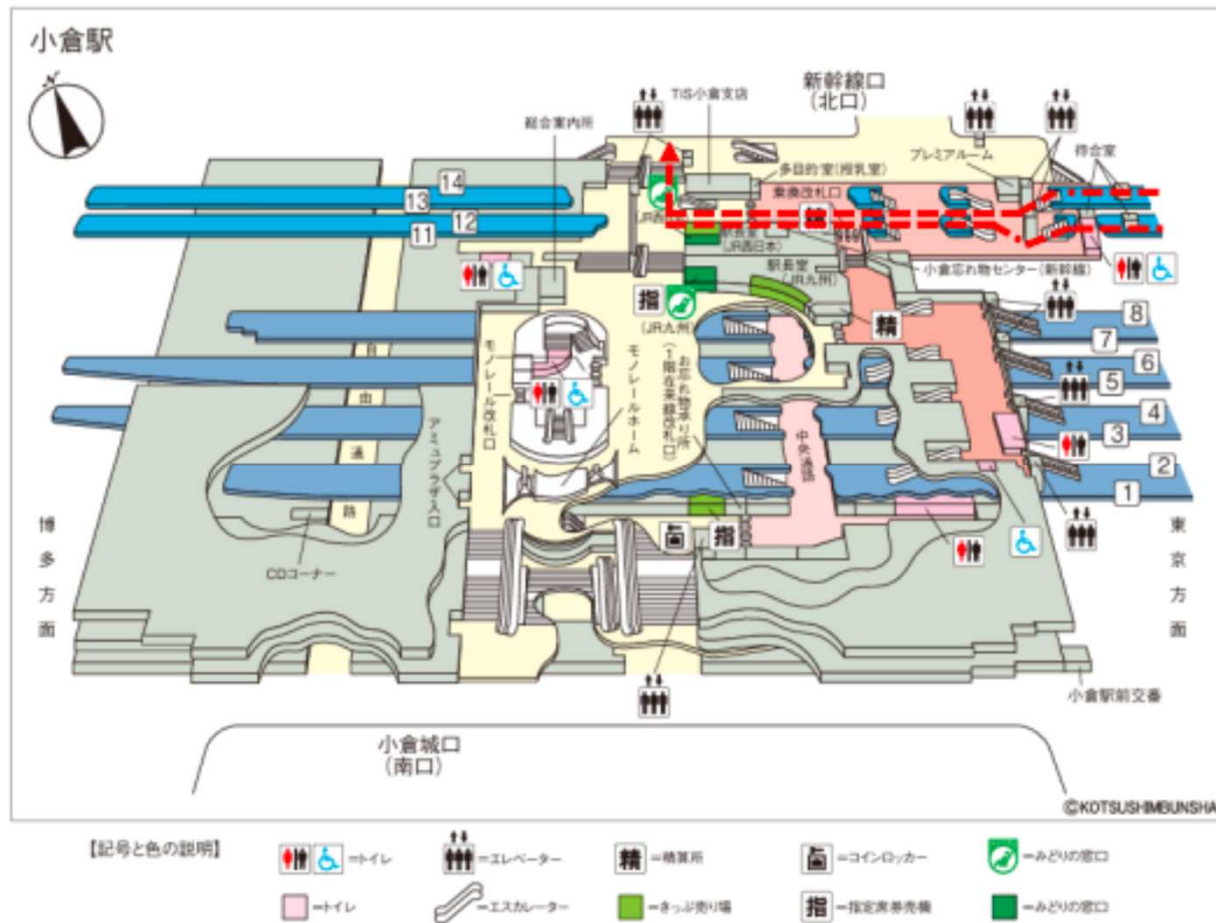 小倉駅
N
新幹線口
(北口)
TiS小倉支店
総合案内所
プレミアルーム
待合室
多目的室(授乳室)
乗換改札口
14
13
12
11
精
駅長室
(JR西日本)
小倉忘れ物センター(新幹線)
駅長室
(JR九州)
指
(JR九州)
精
8
7
6
5
4
3
2
1
モノレール改札口
モノレールホーム
お忘れ物承り所
(1階在来線改札口)
中央通路
自由通路
アミュプラザ入口
CDコーナー
指
博多方面
東京方面
小倉駅前交番
小倉城口
(南口)
©KOTSUSHIMBUNSHA
【記号と色の説明】
=トイレ
=エレベーター
精=精算所
=コインロッカー
=みどりの窓口
=トイレ
=エスカレーター
=きっぷ売り場
指=指定席券売機
=みどりの窓口